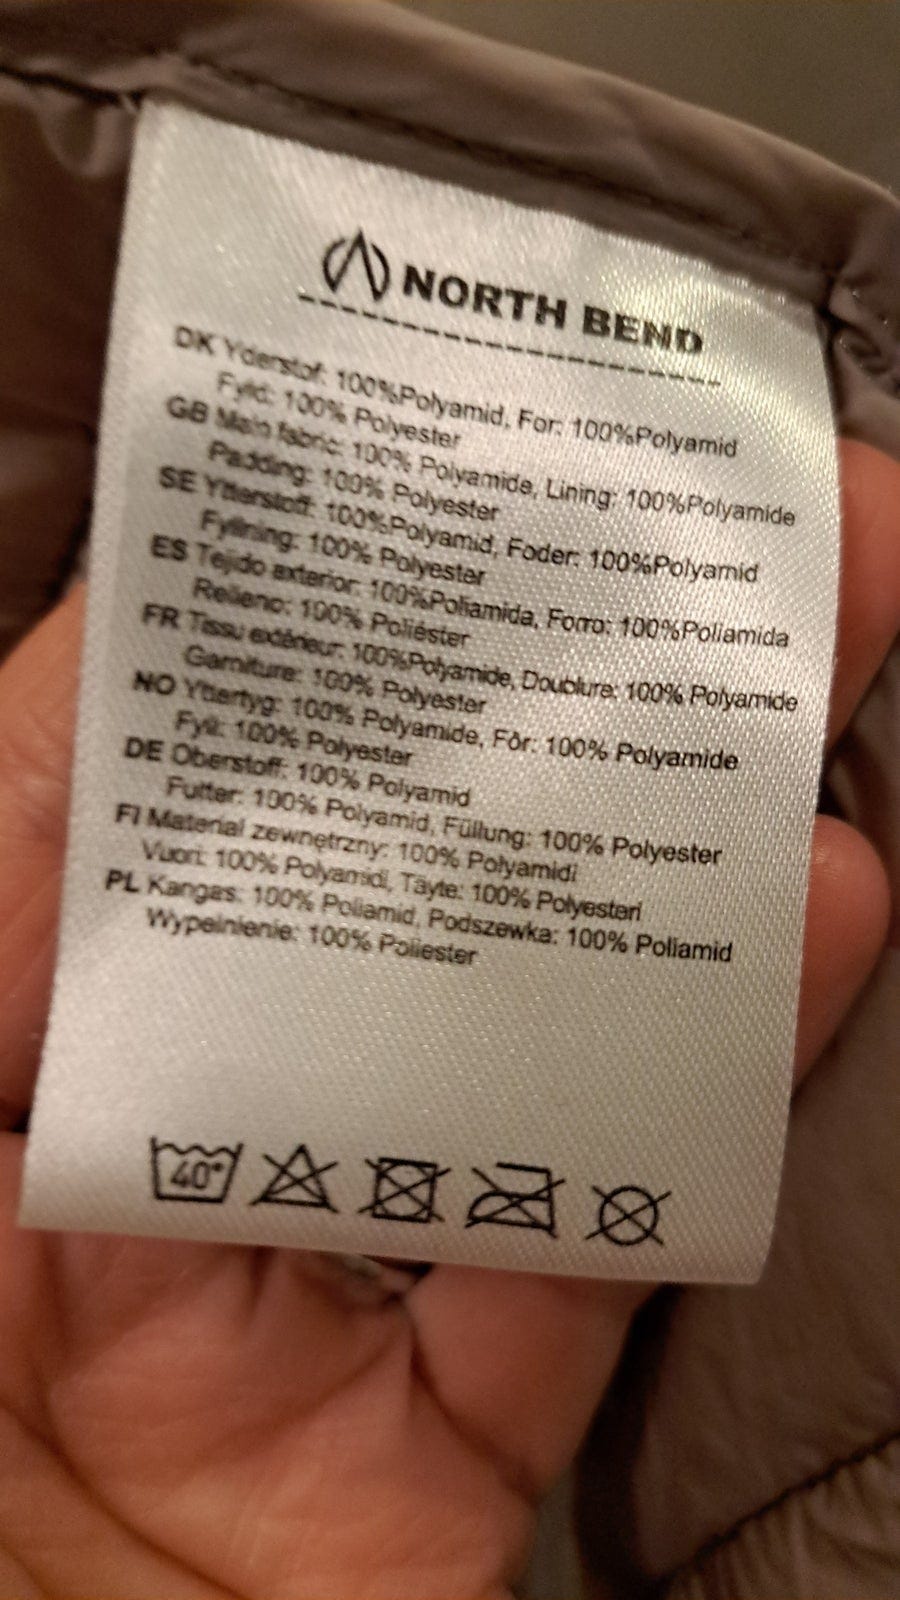 NORTH BEND
DK Yderstof: 100%Polyamid, For: 100%Polyamid
Fyld: 100% Polyester
GB Main fabric: 100% Polyamide, Lining: 100%Polyamide
Padding: 100% Polyester
SE Ytterstoff: 100%Polyamid, Foder: 100%Polyamid
Fyllning: 100% Polyester
ES Tejido exterior: 100%Poliamida, Forro: 100%Poliamida
Relleno: 100% Poliéster
FR Tissu extérieur: 100%Polyamide, Doublure: 100% Polyamide
Garniture: 100% Polyester
NO Yttertyg: 100% Polyamide, Fôr: 100% Polyamide
Fyll: 100% Polyester
DE Oberstoff: 100% Polyamid
Futter: 100% Polyamid, Füllung: 100% Polyester
FI Material zewnętrzny: 100% Polyamidi
Vuori: 100% Polyamidi, Täyte: 100% Polyesteri
PL Kangas: 100% Poliamid, Podszewka: 100% Poliamid
Wypelnienie: 100% Poliester
40°